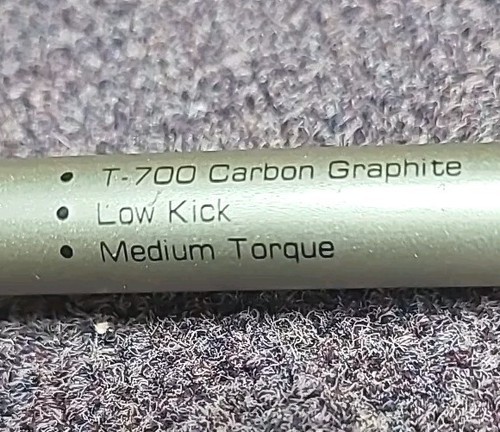 • T-700 Carbon Graphite
• Low Kick
• Medium Torque